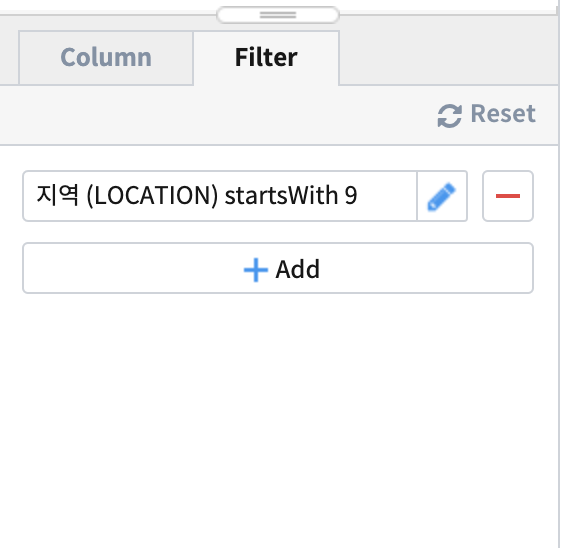 Column Filter
Reset
지역 (LOCATION) startsWith 9
Add